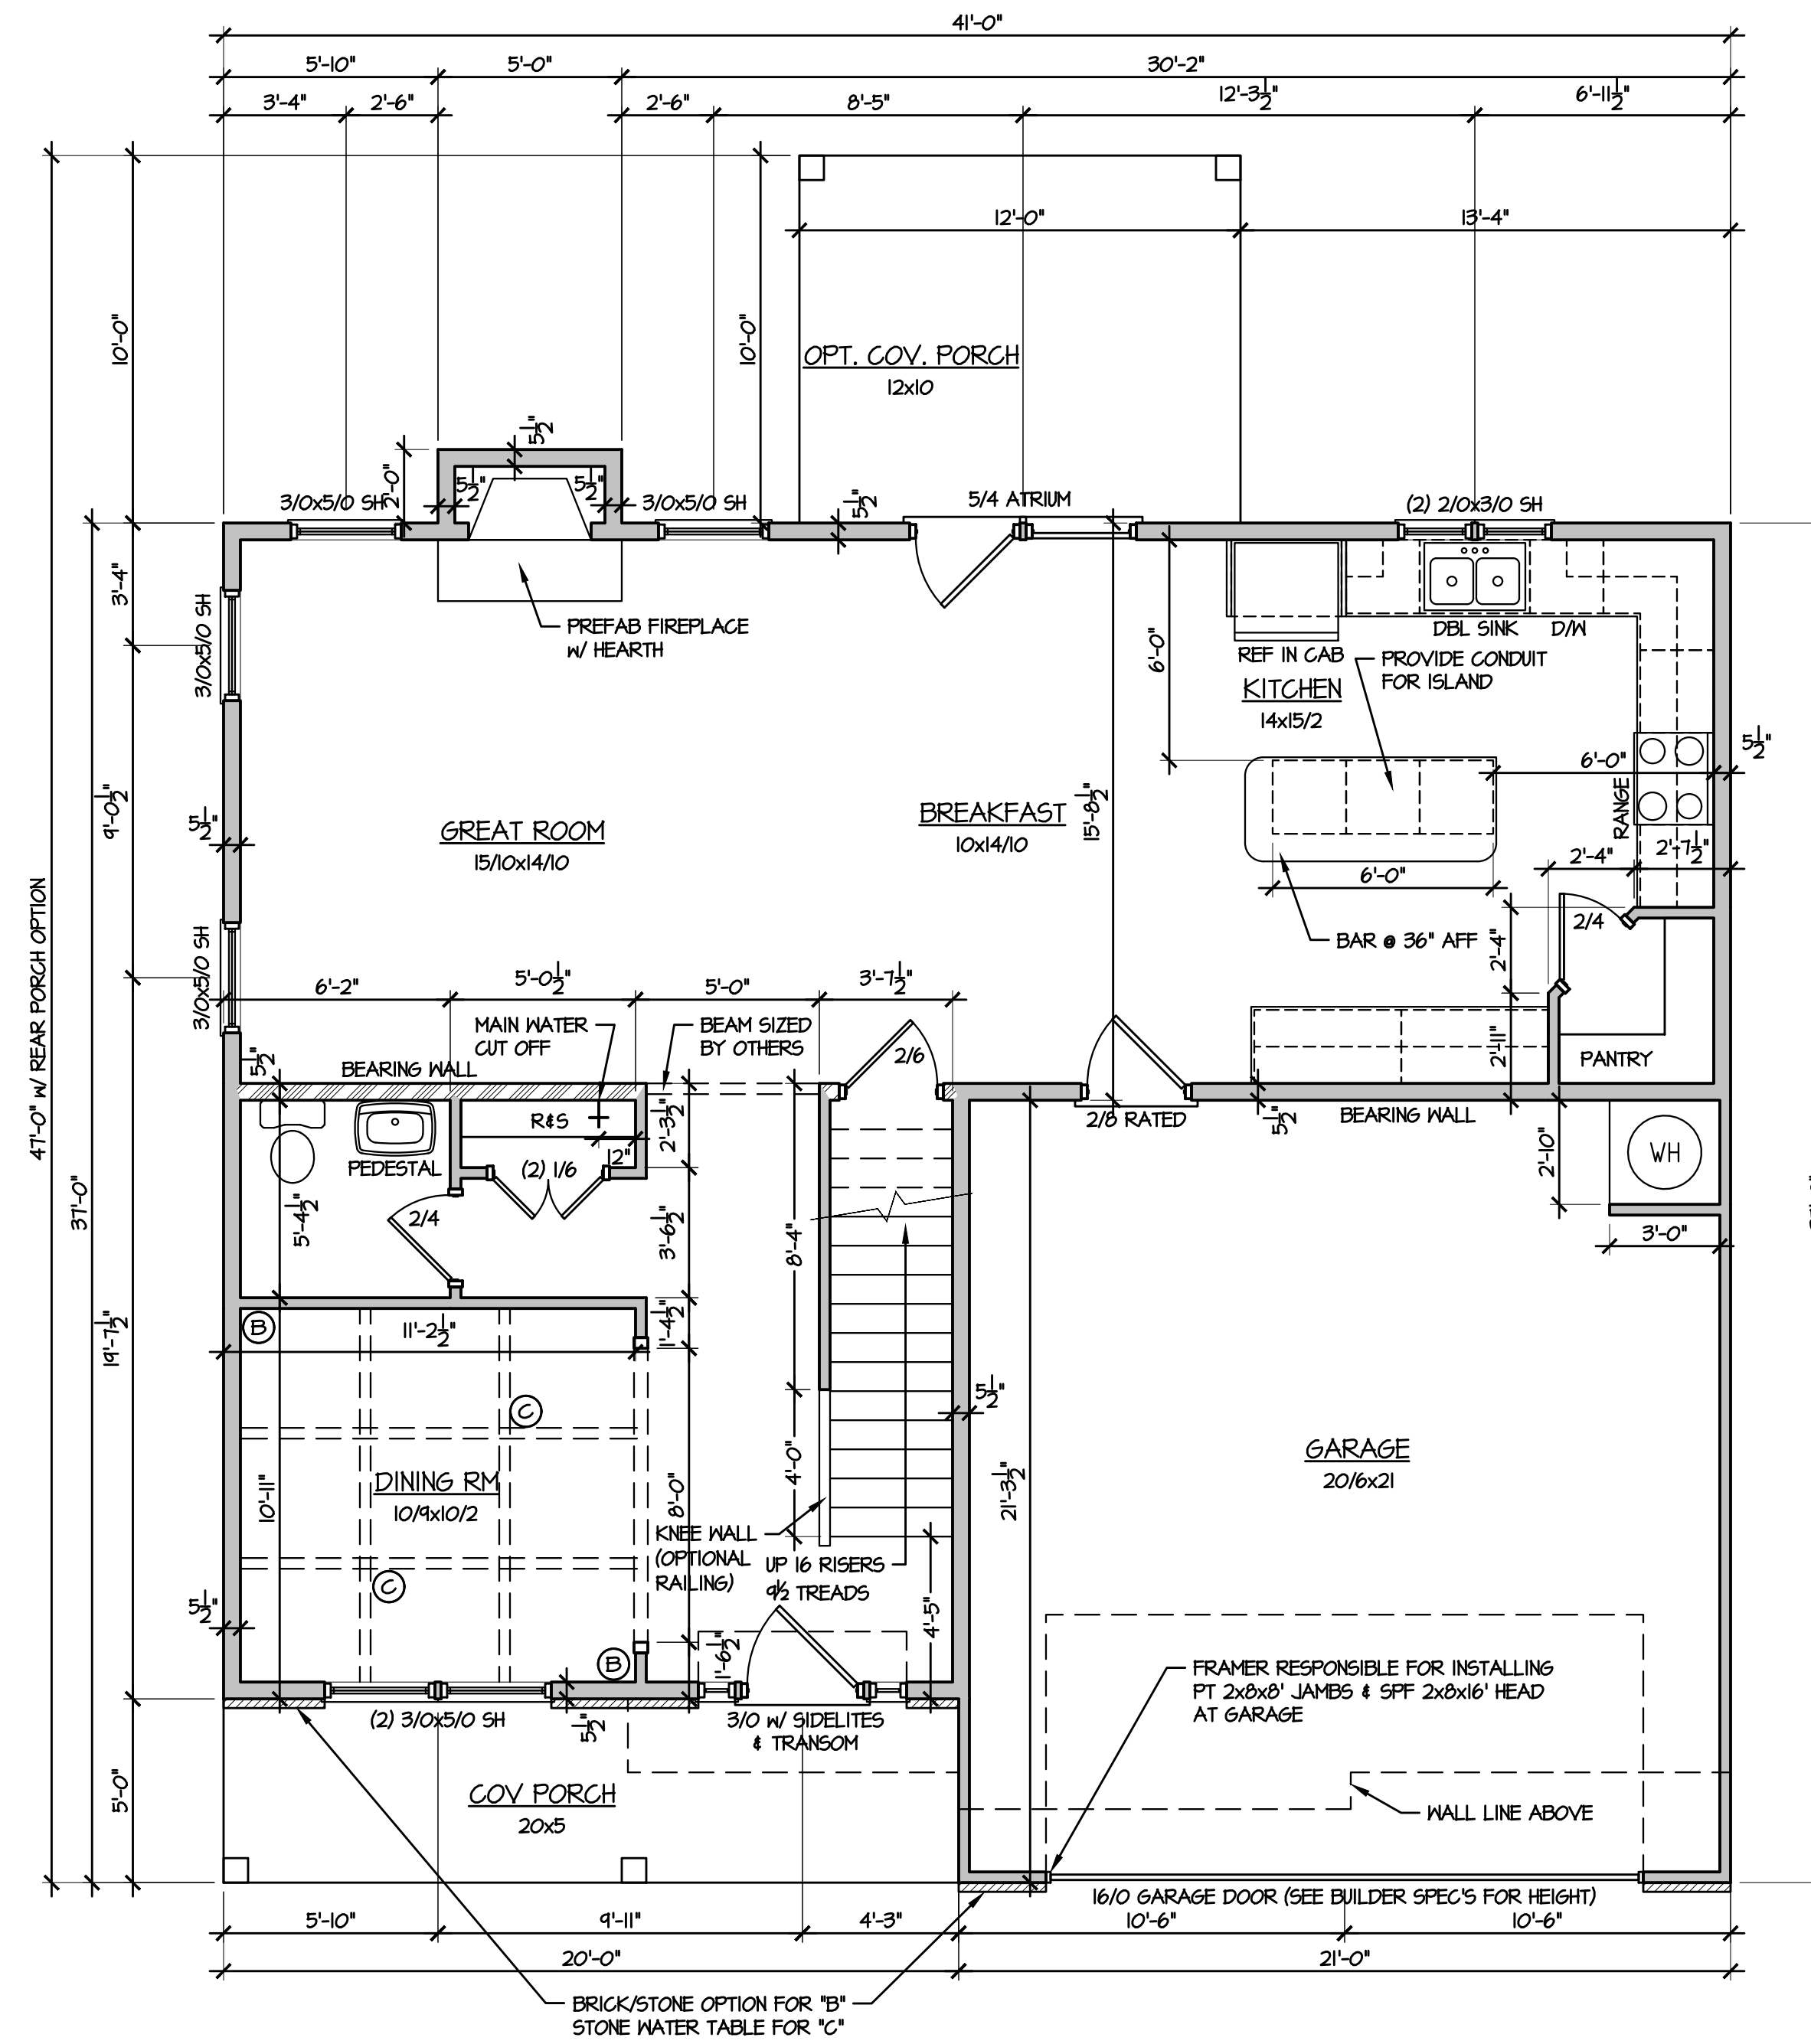 41'-0"
5'-10" 5'-0" 30'-2"
3'-4" 2'-6" 2'-6" 8'-5" 12'-3½" 6'-11½"
12'-0" 13'-4"
10'-0" 10'-0"
OPT. COV. PORCH
12x10
5½"
2'-0" 5½" 5½"
3/0x5/0 SH 3/0x5/0 SH 5½" 5/4 ATRIUM (2) 2/0x3/0 SH
3'-4"
3/0x5/0 SH
PREFAB FIREPLACE
W/ HEARTH
6'-0"
DBL SINK D/W
REF IN CAB
PROVIDE CONDUIT
FOR ISLAND
KITCHEN
14x15/2
5½"
6'-0"
RANGE
9'-0½"
5½"
GREAT ROOM
15/10x14/10
BREAKFAST
10x14/10
15'-8½"
2'-4" 2'-7½"
6'-0"
2/4
BAR @ 36" AFF
2'-4"
47'-0" W/ REAR PORCH OPTION
3/0x5/0 SH
6'-2" 5'-0½" 5'-0" 3'-7½"
MAIN WATER
CUT OFF
BEAM SIZED
BY OTHERS
2/6
2'-11"
PANTRY
5½"
BEARING WALL
R&S
2'-3½"
2/8 RATED
5½"
BEARING WALL
PEDESTAL
(2) 1/6
12"
2'-10"
WH
37'-0"
5'-4½"
2/4
3'-6½"
8'-4"
3'-0"
19'-7½"
B
11'-2½"
1'-4½"
5½"
C
DINING RM
10/9x10/2
10'-11"
8'-0"
4'-0"
21'-3½"
GARAGE
20/6x21
KNEE WALL
(OPTIONAL
RAILING)
UP 16 RISERS
9½ TREADS
C
5½"
4'-5"
B
1'-6½"
FRAMER RESPONSIBLE FOR INSTALLING
PT 2x8x8' JAMBS & SPF 2x8x16' HEAD
AT GARAGE
(2) 3/0x5/0 SH
5½"
3/0 W/ SIDELITES
& TRANSOM
5'-0"
COV PORCH
20x5
WALL LINE ABOVE
16/0 GARAGE DOOR (SEE BUILDER SPEC'S FOR HEIGHT)
5'-10" 9'-11" 4'-3" 10'-6" 10'-6"
20'-0" 21'-0"
BRICK/STONE OPTION FOR "B"
STONE WATER TABLE FOR "C"